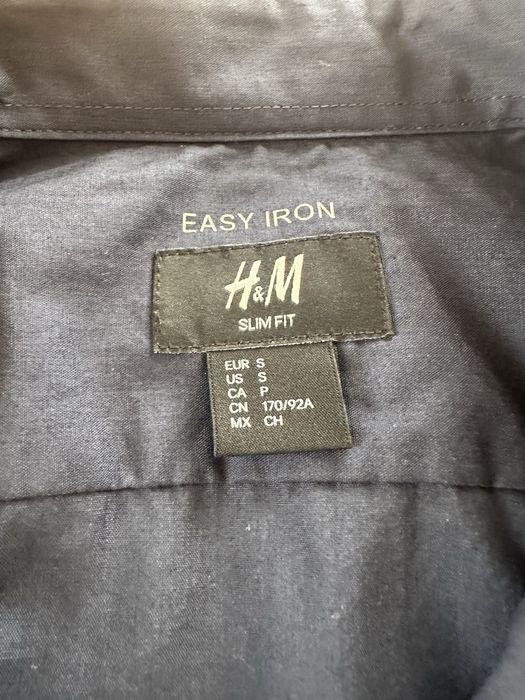 EASY IRON
H&M
SLIM FIT
EUR S
US S
CA P
CN 170/92A
MX CH